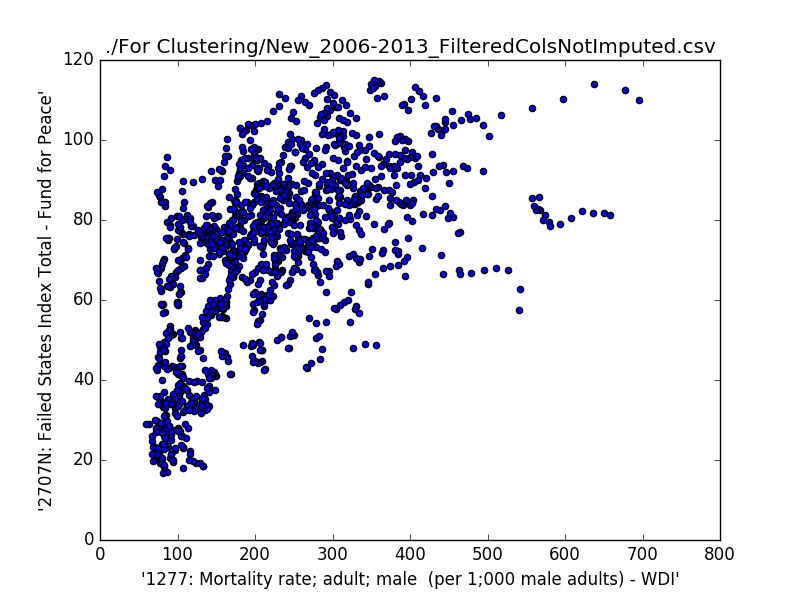 ./For Clustering/New_2006-2013_FilteredColsNotImputed.csv
120
100
80
60
40
20
0
'2707N: Failed States Index Total - Fund for Peace'
0 100 200 300 400 500 600 700 800
'1277: Mortality rate; adult; male  (per 1;000 male adults) - WDI'